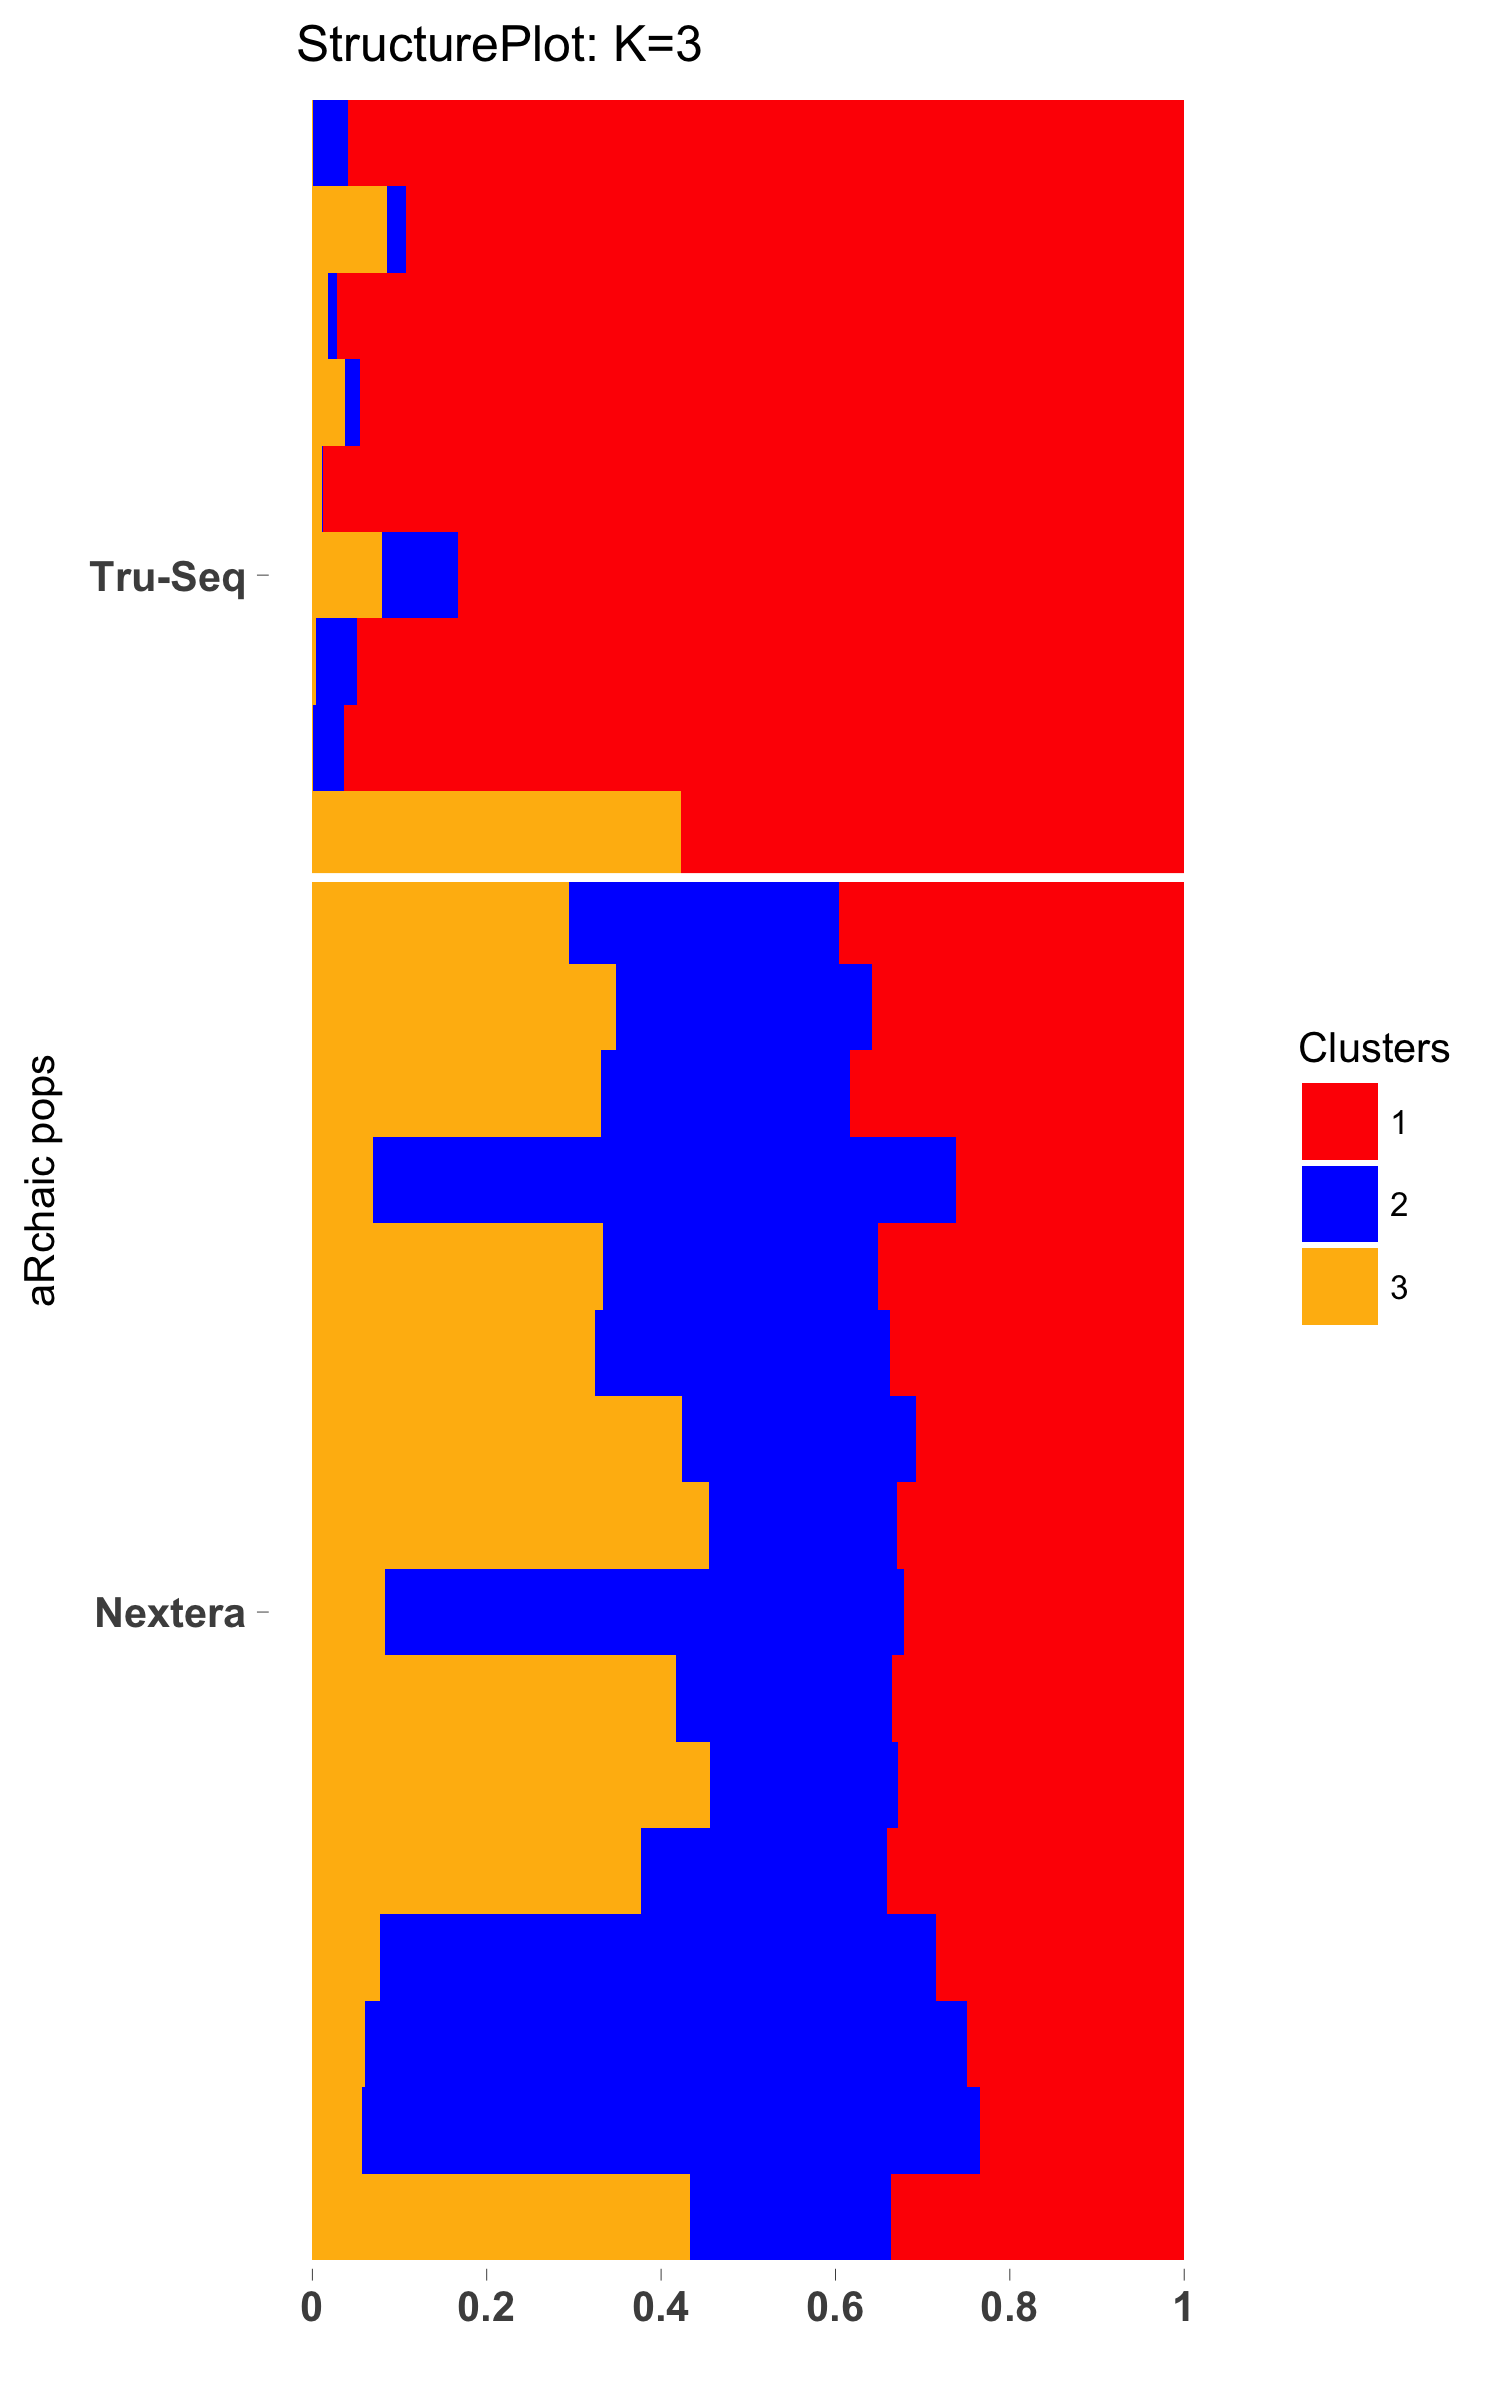 StructurePlot: K=3
Tru-Seq
aRchaic pops
Nextera
Clusters
1
2
3
0 0.2 0.4 0.6 0.8 1